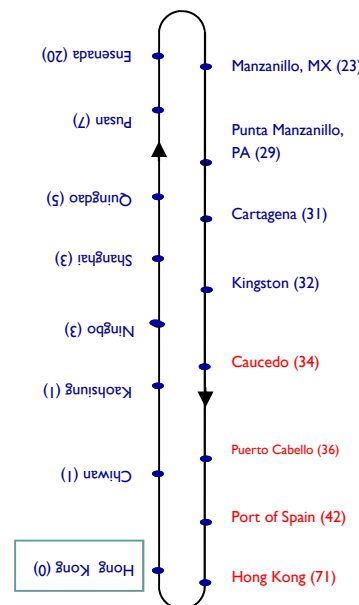 Ensenada (20)
Pusan (7)
Quingdao (5)
Shanghai (3)
Ningbo (3)
Kaohsiung (1)
Chiwan (1)
Hong Kong (0)
Manzanillo, MX (23)
Punta Manzanillo,
PA (29)
Cartagena (31)
Kingston (32)
Caucedo (34)
Puerto Cabello (36)
Port of Spain (42)
Hong Kong (71)